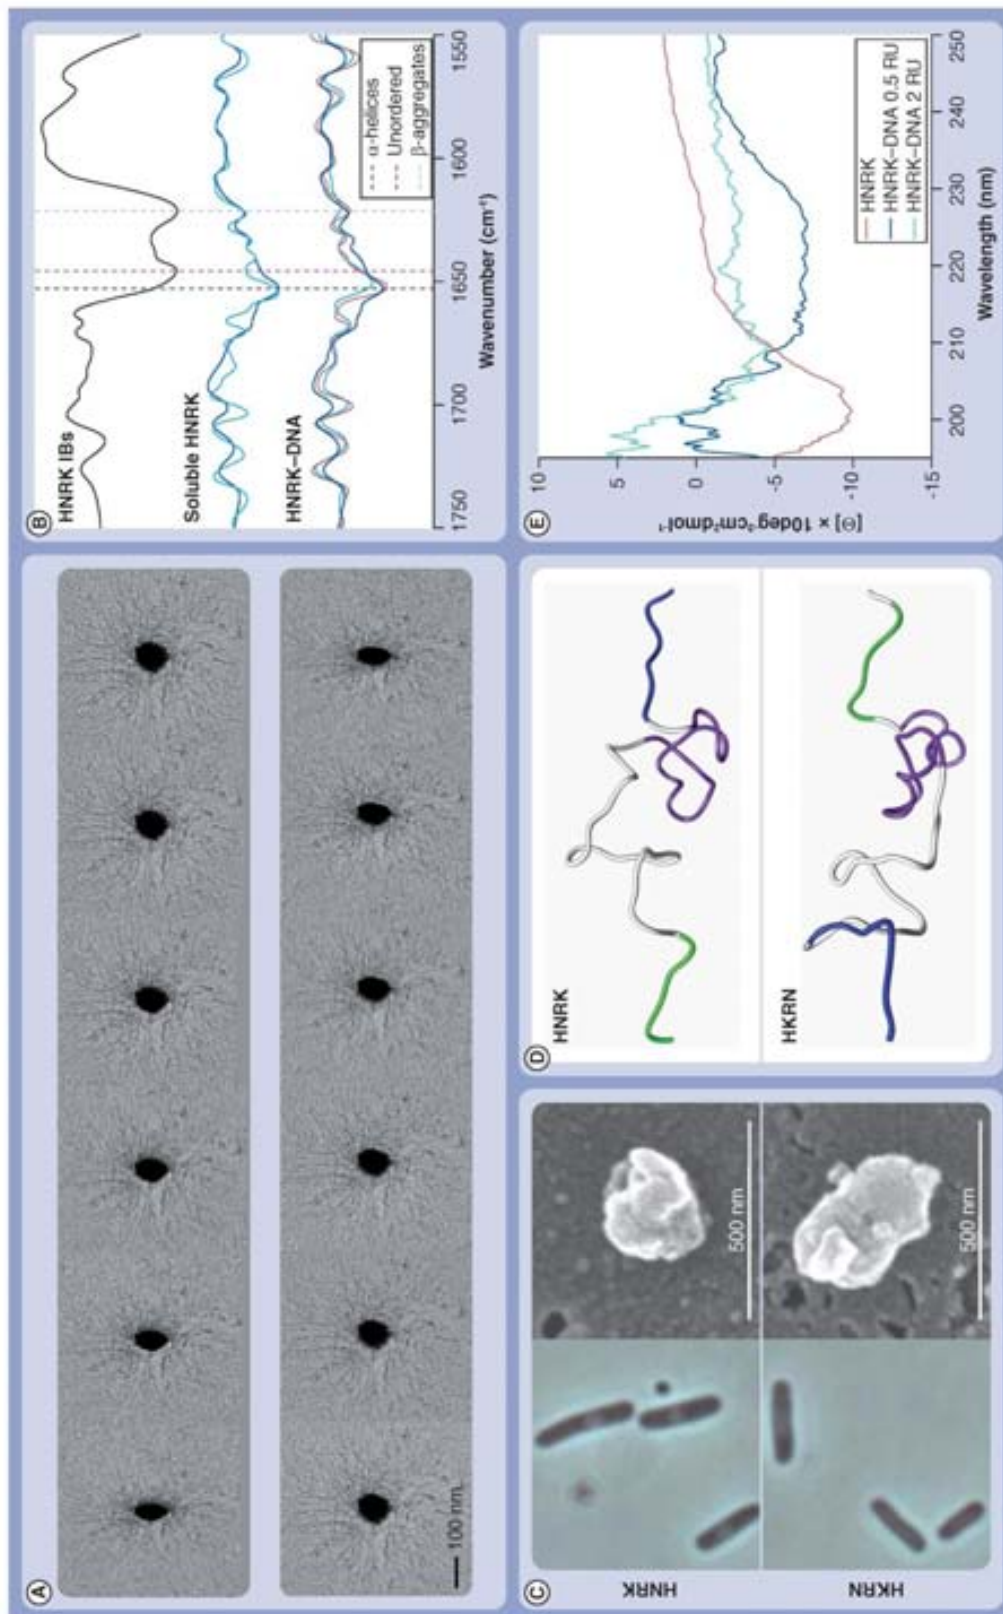 A
100 nm
B
HNRK IBs
Soluble HNRK
HNRK–DNA
α-helices
Unordered
β-aggregates
1750
1700
1650
1600
1550
Wavenumber (cm⁻¹)
C
HNRK
HKRN
500 nm
500 nm
D
HNRK
HKRN
E
10
5
0
-5
-10
-15
[Θ] × 10deg⁻³cm²dmol⁻¹
HNRK
HNRK–DNA 0.5 RU
HNRK–DNA 2 RU
200
210
220
230
240
250
Wavelength (nm)